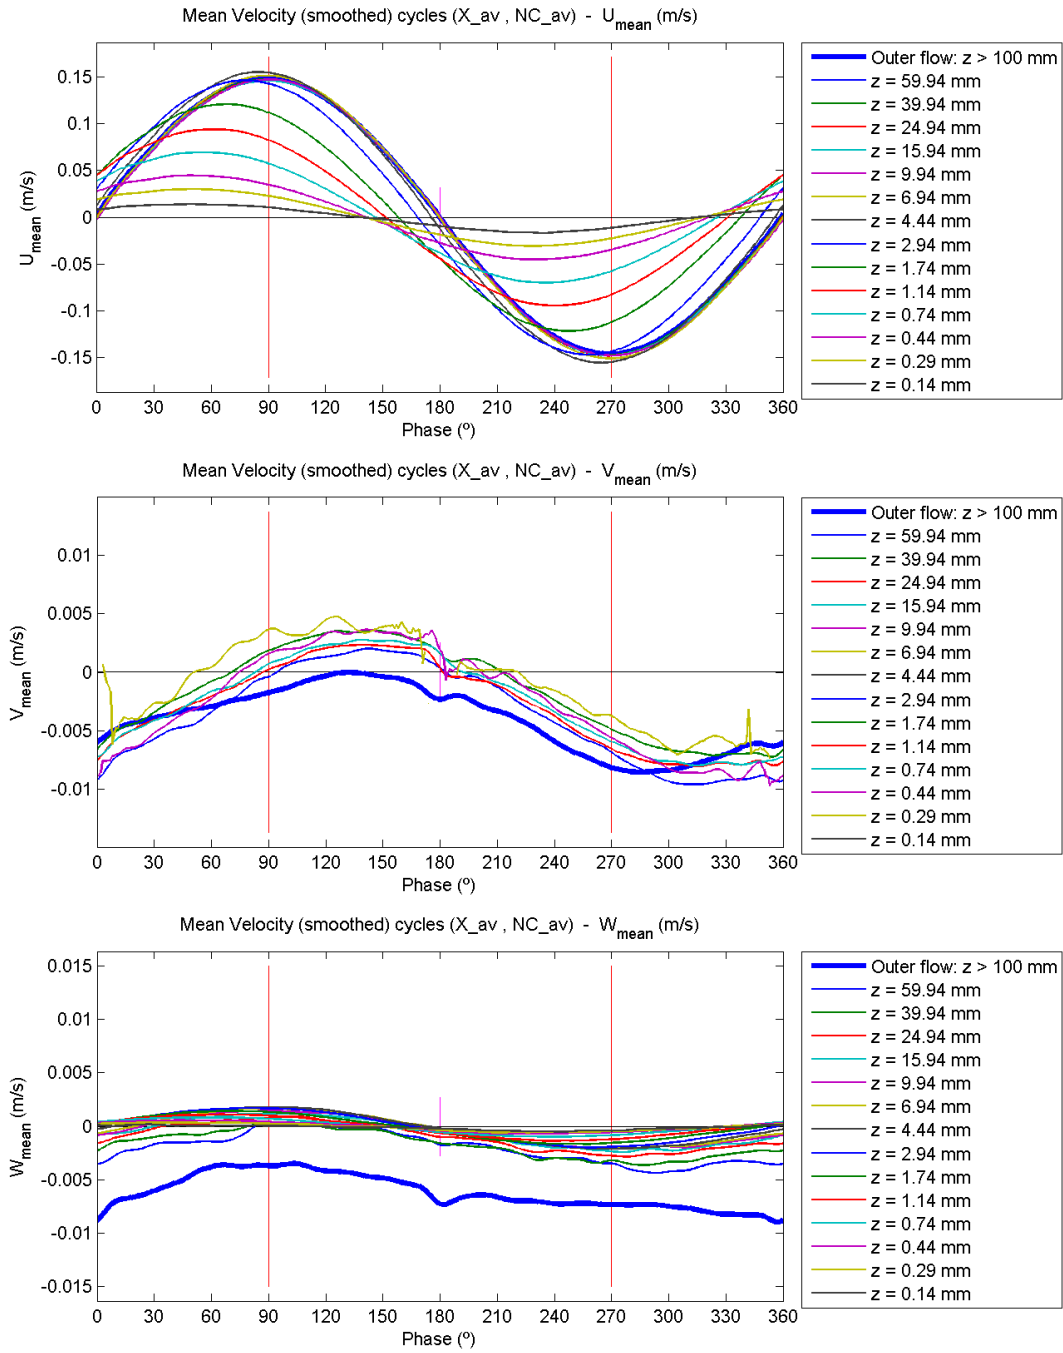 Mean Velocity (smoothed) cycles (X_av , NC_av) - Umean (m/s)
0.15
0.1
0.05
0
-0.05
-0.1
-0.15
Umean (m/s)
0 30 60 90 120 150 180 210 240 270 300 330 360
Phase (º)
Outer flow: z > 100 mm
z = 59.94 mm
z = 39.94 mm
z = 24.94 mm
z = 15.94 mm
z = 9.94 mm
z = 6.94 mm
z = 4.44 mm
z = 2.94 mm
z = 1.74 mm
z = 1.14 mm
z = 0.74 mm
z = 0.44 mm
z = 0.29 mm
z = 0.14 mm
Mean Velocity (smoothed) cycles (X_av , NC_av) - Vmean (m/s)
0.01
0.005
0
-0.005
-0.01
Vmean (m/s)
0 30 60 90 120 150 180 210 240 270 300 330 360
Phase (º)
Outer flow: z > 100 mm
z = 59.94 mm
z = 39.94 mm
z = 24.94 mm
z = 15.94 mm
z = 9.94 mm
z = 6.94 mm
z = 4.44 mm
z = 2.94 mm
z = 1.74 mm
z = 1.14 mm
z = 0.74 mm
z = 0.44 mm
z = 0.29 mm
z = 0.14 mm
Mean Velocity (smoothed) cycles (X_av , NC_av) - Wmean (m/s)
0.015
0.01
0.005
0
-0.005
-0.01
-0.015
Wmean (m/s)
0 30 60 90 120 150 180 210 240 270 300 330 360
Phase (º)
Outer flow: z > 100 mm
z = 59.94 mm
z = 39.94 mm
z = 24.94 mm
z = 15.94 mm
z = 9.94 mm
z = 6.94 mm
z = 4.44 mm
z = 2.94 mm
z = 1.74 mm
z = 1.14 mm
z = 0.74 mm
z = 0.44 mm
z = 0.29 mm
z = 0.14 mm